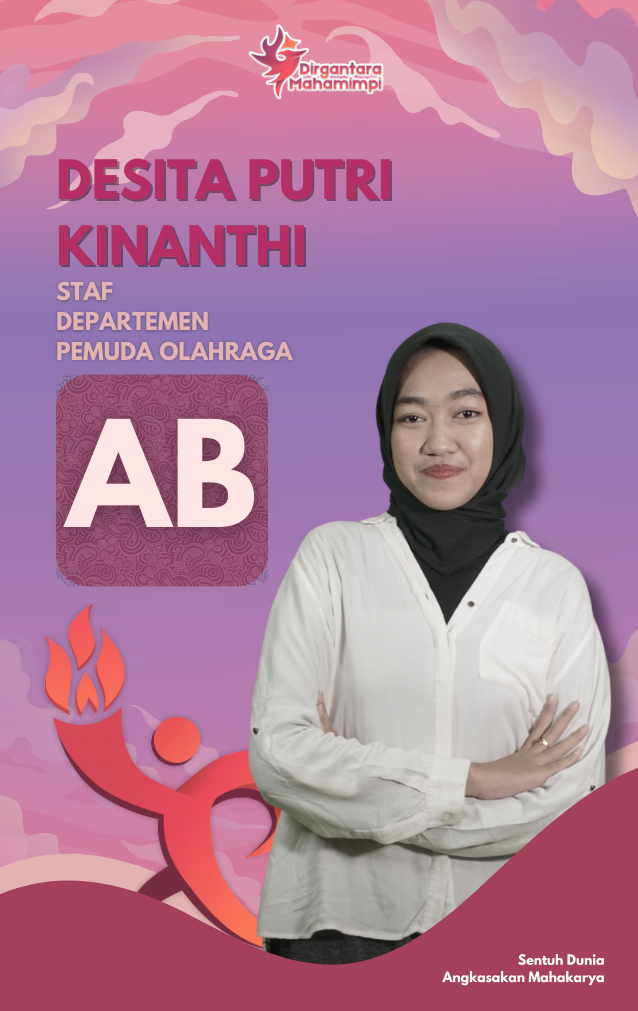 Dirgantara
Mahamimpi
DESITA PUTRI
KINANTHI
STAF
DEPARTEMEN
PEMUDA OLAHRAGA
AB
Sentuh Dunia
Angkasakan Mahakarya